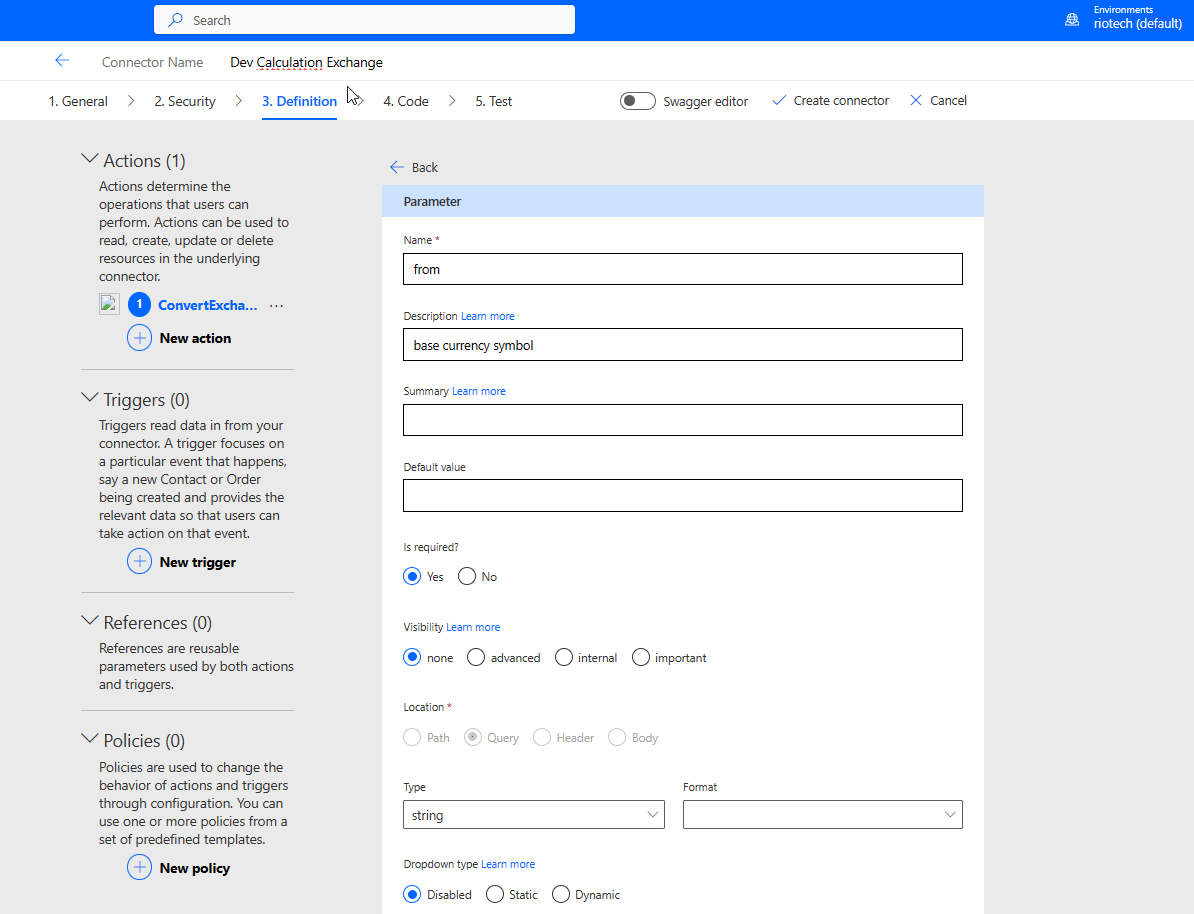 Search
Environments
riotech (default)
Connector Name
Dev Calculation Exchange
1. General
2. Security
3. Definition
4. Code
5. Test
Swagger editor
Create connector
Cancel
Actions (1)
Actions determine the
operations that users can
perform. Actions can be used to
read, create, update or delete
resources in the underlying
connector.
1
ConvertExcha...
...
New action
Triggers (0)
Triggers read data in from your
connector. A trigger focuses on
a particular event that happens,
say a new Contact or Order
being created and provides the
relevant data so that users can
take action on that event.
New trigger
References (0)
References are reusable
parameters used by both actions
and triggers.
Policies (0)
Policies are used to change the
behavior of actions and triggers
through configuration. You can
use one or more policies from a
set of predefined templates.
New policy
Back
Parameter
Name *
from
Description Learn more
base currency symbol
Summary Learn more
Default value
Is required?
Yes No
Visibility Learn more
none advanced internal important
Location *
Path Query Header Body
Type Format
string
Dropdown type Learn more
Disabled Static Dynamic